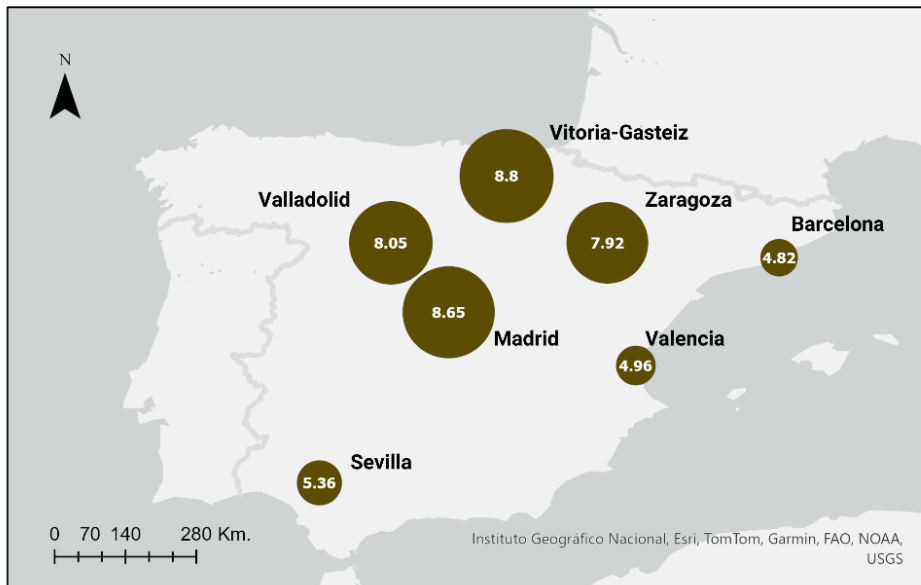 N
Vitoria-Gasteiz
8.8
Valladolid
Zaragoza
8.05
7.92
Barcelona
4.82
8.65
Madrid
Valencia
4.96
Sevilla
5.36
0 70 140 280 Km.
Instituto Geográfico Nacional, Esri, TomTom, Garmin, FAO, NOAA,
USGS